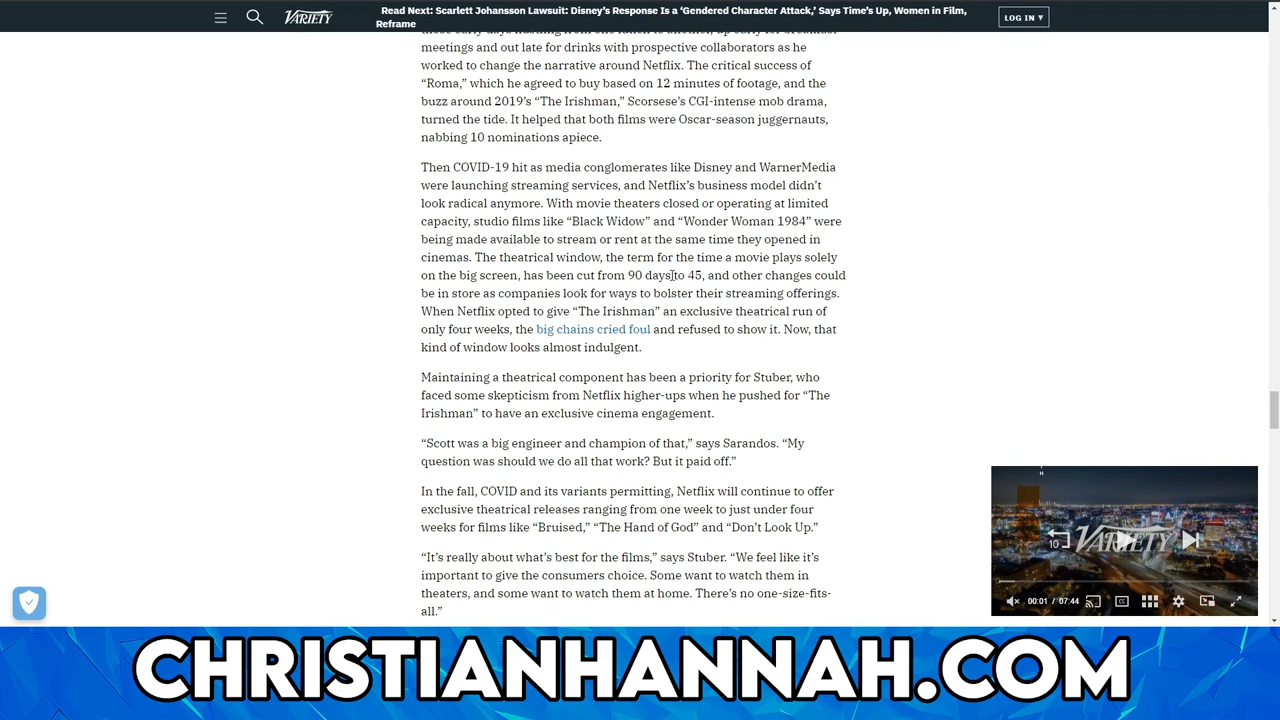 VARIETY
Read Next: Scarlett Johansson Lawsuit: Disney’s Response Is a ‘Gendered Character Attack,’ Says Time’s Up, Women in Film,
Reframe
LOG IN ▾
meetings and out late for drinks with prospective collaborators as he
worked to change the narrative around Netflix. The critical success of
“Roma,” which he agreed to buy based on 12 minutes of footage, and the
buzz around 2019’s “The Irishman,” Scorsese’s CGI-intense mob drama,
turned the tide. It helped that both films were Oscar-season juggernauts,
nabbing 10 nominations apiece.
Then COVID-19 hit as media conglomerates like Disney and WarnerMedia
were launching streaming services, and Netflix’s business model didn’t
look radical anymore. With movie theaters closed or operating at limited
capacity, studio films like “Black Widow” and “Wonder Woman 1984” were
being made available to stream or rent at the same time they opened in
cinemas. The theatrical window, the term for the time a movie plays solely
on the big screen, has been cut from 90 days to 45, and other changes could
be in store as companies look for ways to bolster their streaming offerings.
When Netflix opted to give “The Irishman” an exclusive theatrical run of
only four weeks, the big chains cried foul and refused to show it. Now, that
kind of window looks almost indulgent.
Maintaining a theatrical component has been a priority for Stuber, who
faced some skepticism from Netflix higher-ups when he pushed for “The
Irishman” to have an exclusive cinema engagement.
“Scott was a big engineer and champion of that,” says Sarandos. “My
question was should we do all that work? But it paid off.”
In the fall, COVID and its variants permitting, Netflix will continue to offer
exclusive theatrical releases ranging from one week to just under four
weeks for films like “Bruised,” “The Hand of God” and “Don’t Look Up.”
“It’s really about what’s best for the films,” says Stuber. “We feel like it’s
important to give the consumers choice. Some want to watch them in
theaters, and some want to watch them at home. There’s no one-size-fits-
all.”
VARIETY
10
00:01 / 07:44
CC
CHRISTIANHANNAH.COM